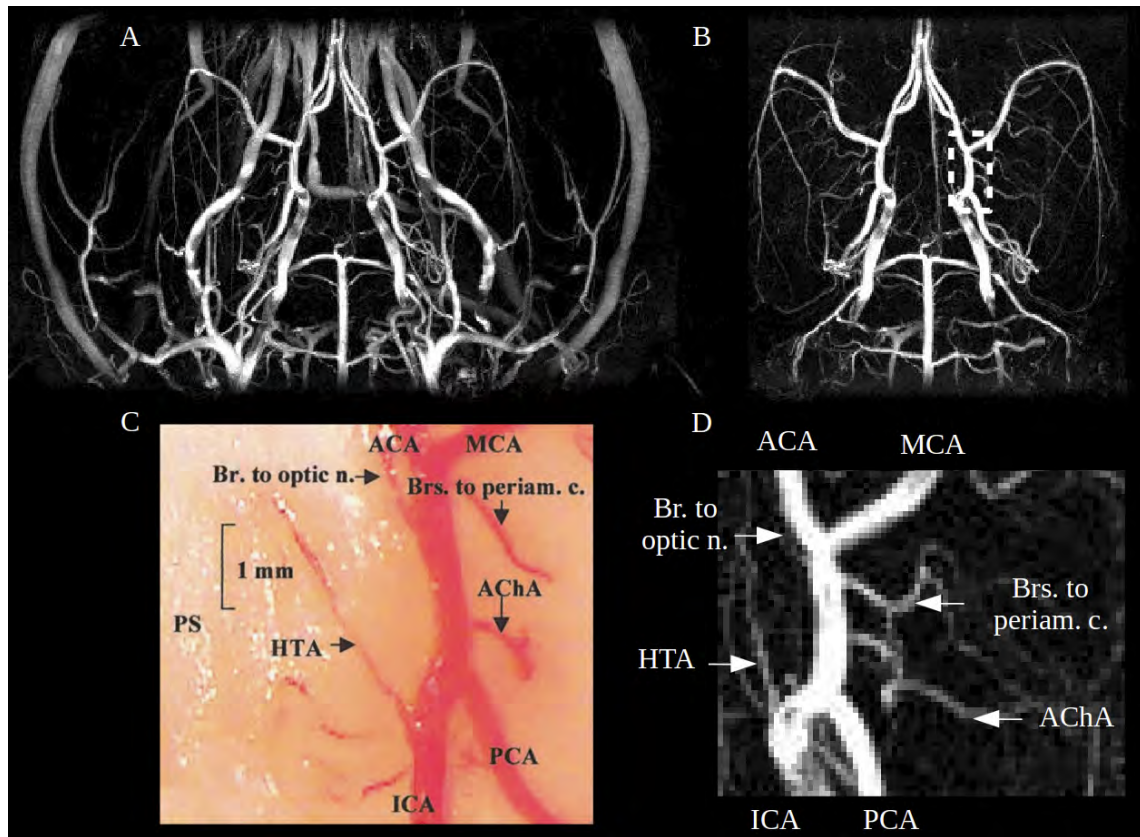 A
B
C
ACA
MCA
Br. to optic n.
Brs. to periam. c.
1 mm
AChA
PS
HTA
PCA
ICA
D
ACA
MCA
Br. to
optic n.
Brs. to
periam. c.
HTA
AChA
ICA
PCA